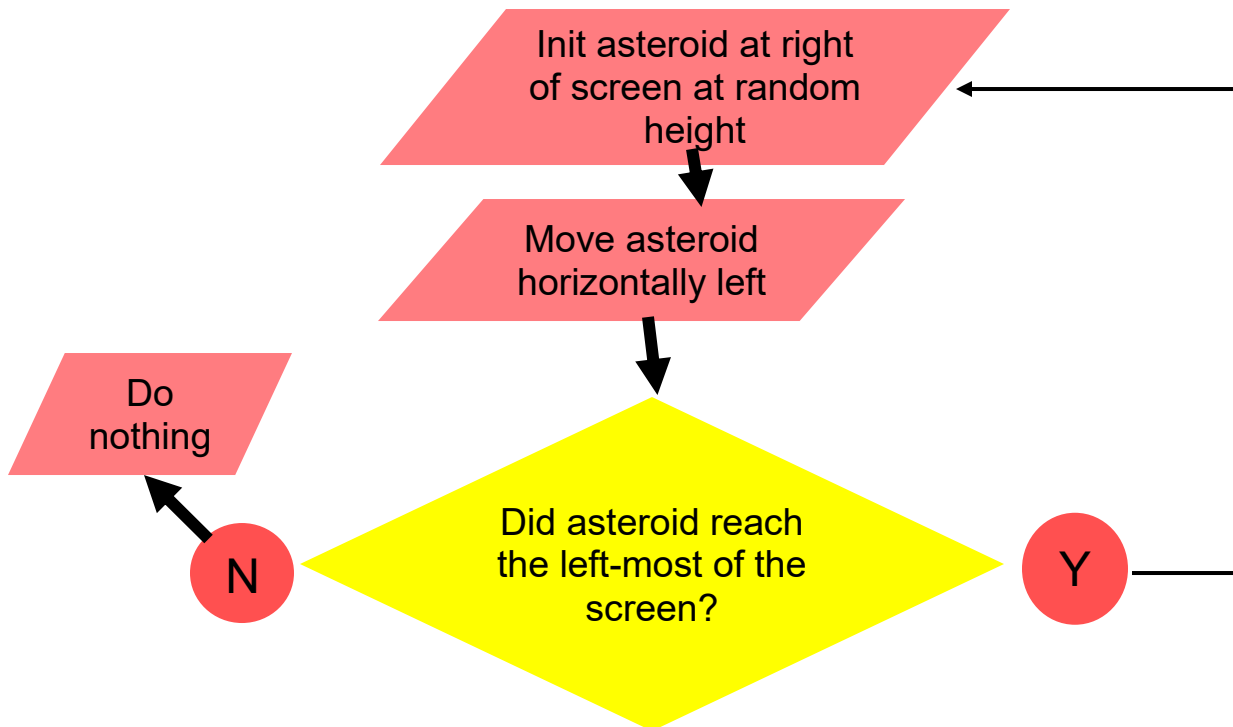 Init asteroid at right
of screen at random
height
Move asteroid
horizontally left
Do
nothing
Did asteroid reach
the left-most of the
screen?
N
Y